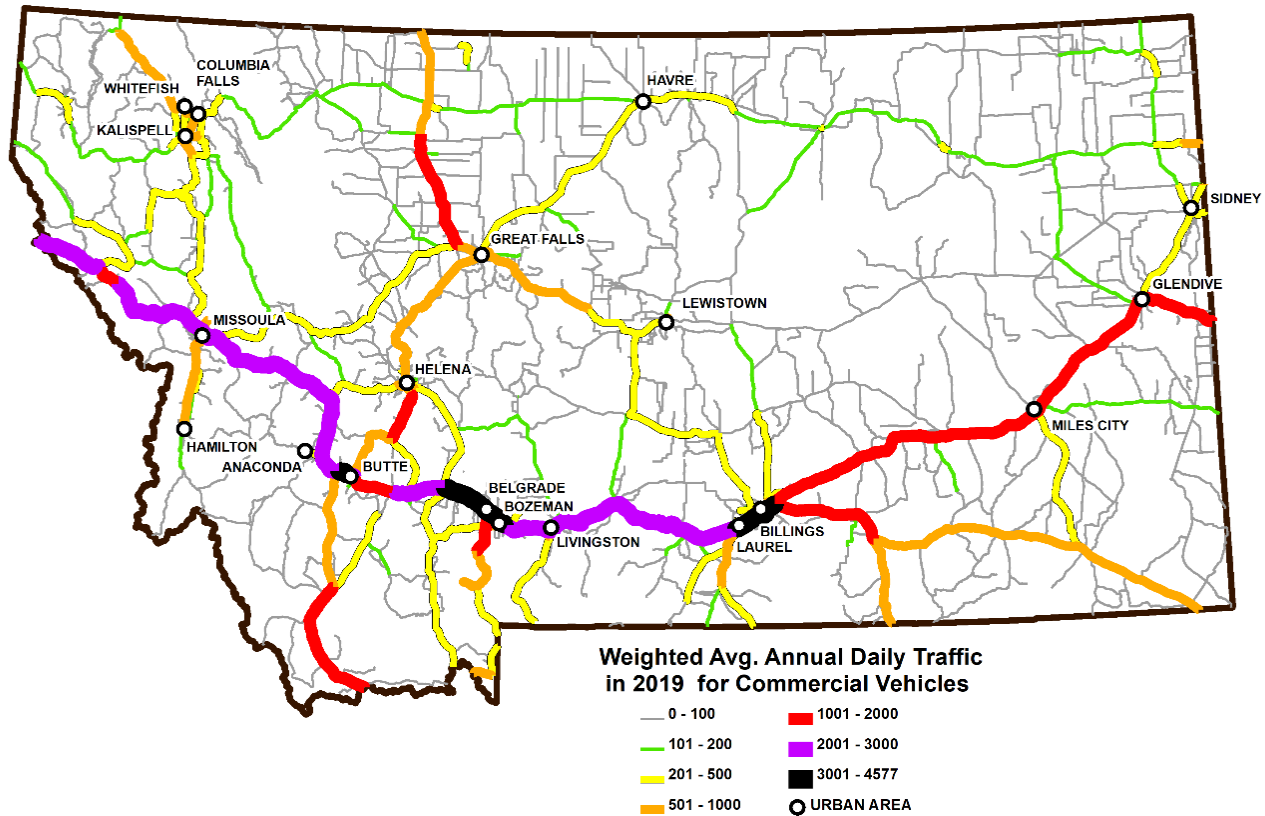 COLUMBIA
FALLS
WHITEFISH
KALISPELL
HAVRE
SIDNEY
GREAT FALLS
GLENDIVE
LEWISTOWN
MISSOULA
HELENA
MILES CITY
HAMILTON
ANACONDA
BUTTE
BELGRADE
BOZEMAN
LIVINGSTON
BILLINGS
LAUREL
Weighted Avg. Annual Daily Traffic
in 2019 for Commercial Vehicles
0 - 100
1001 - 2000
101 - 200
2001 - 3000
201 - 500
3001 - 4577
501 - 1000
URBAN AREA